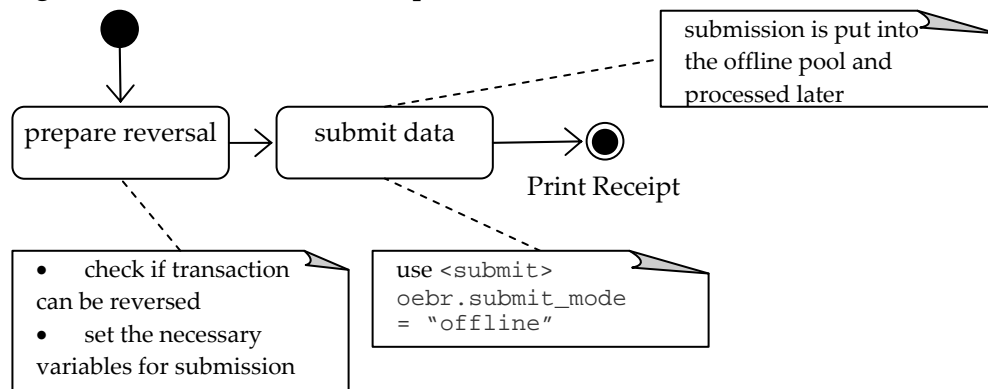 submission is put into
the offline pool and
processed later
prepare reversal
submit data
Print Receipt
• check if transaction
can be reversed
• set the necessary
variables for submission
use <submit>
oebr.submit_mode
= “offline”